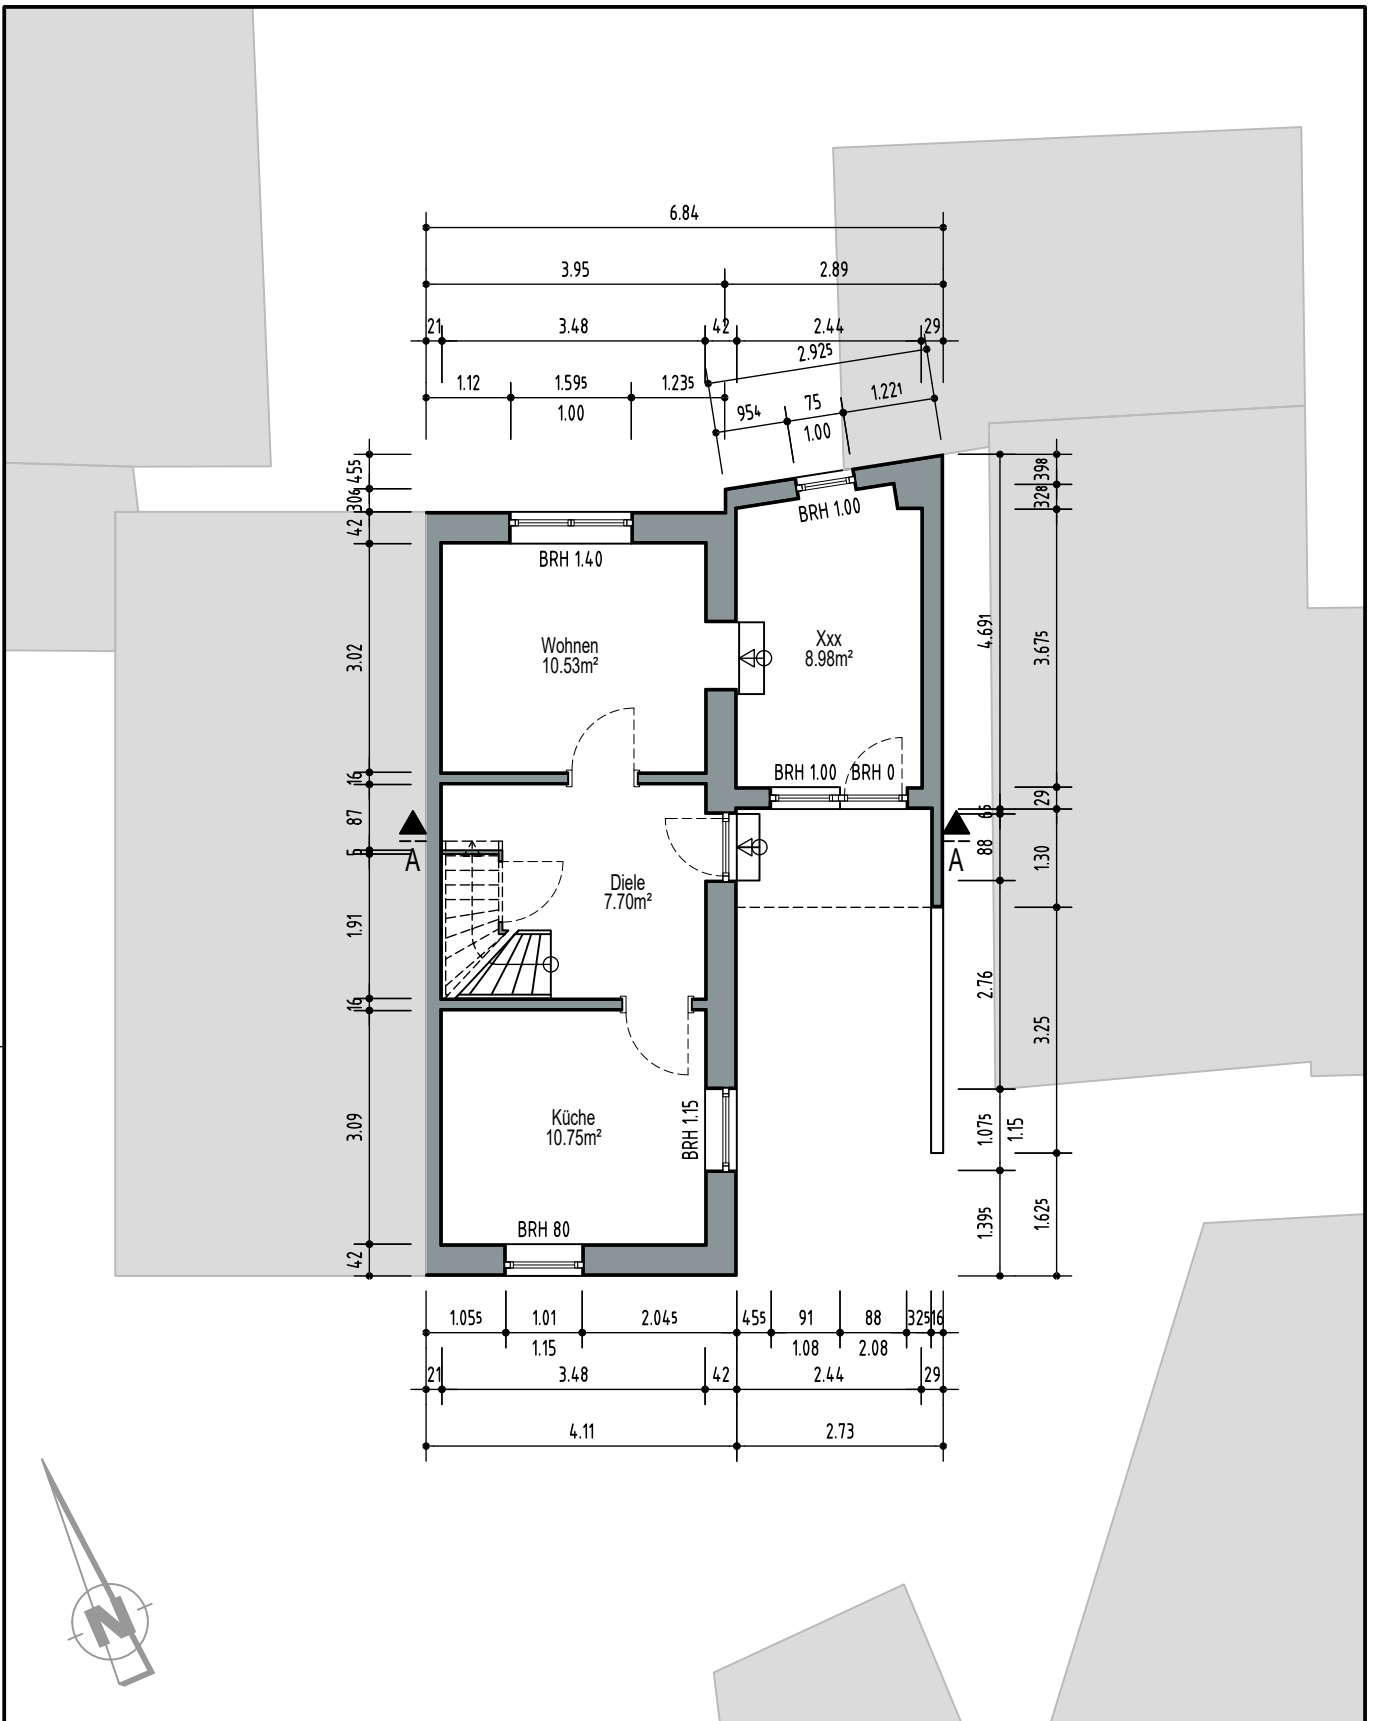 6.84
3.95 2.89
21 3.48 42 2.44 29
2.925
1.12 1.595 1.235
1.00
954 75 1.221
1.00
455
306
42
3.02
16
87
5
1.91
16
3.09
42
398
328
4.691
3.675
29
65
88
1.30
2.76
3.25
1.075
1.15
1.395
1.625
BRH 1.00
BRH 1.40
Wohnen
10.53m²
Xxx
8.98m²
BRH 1.00 BRH 0
A
A
Diele
7.70m²
BRH 1.15
Küche
10.75m²
BRH 80
1.055 1.01 2.045 455 91 88 325 16
1.15 1.08 2.08
21 3.48 42 2.44 29
4.11 2.73
N